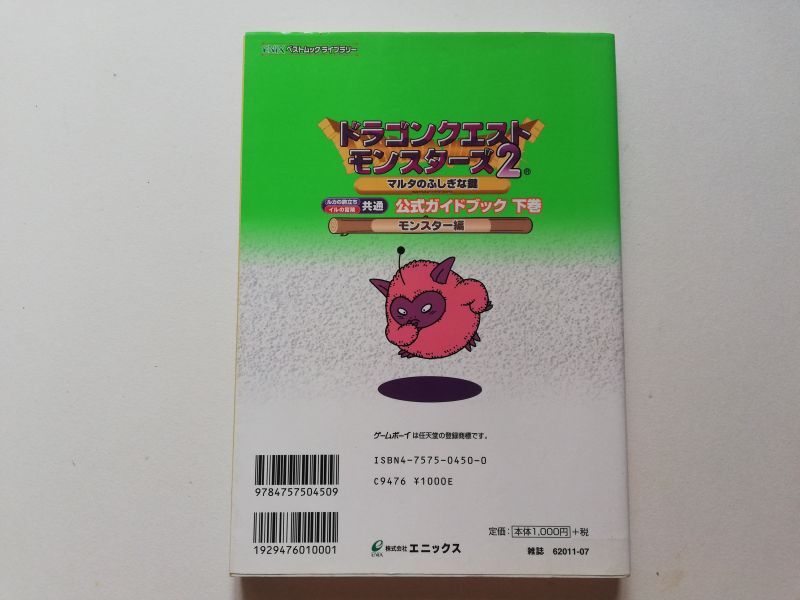 ENIX ベストムックライブラリー
ドラゴンクエスト
モンスターズ2®
マルタのふしぎな鍵
ルカの旅立ち
イルの冒険
共通 公式ガイドブック 下巻
モンスター編
ゲームボーイは任天堂の登録商標です。
ISBN4-7575-0450-0
C9476 ¥1000E
9784757504509
1929476010001
定価：本体1,000円+税
ENIX 株式会社エニックス
雑誌 62011-07